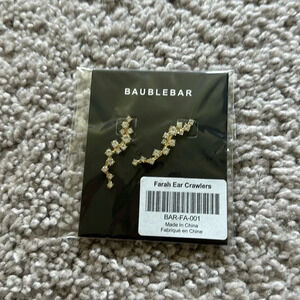 BAUBLEBAR
Farah Ear Crawlers
BAR-FA-001
Made In China
Fabriqué en Chine